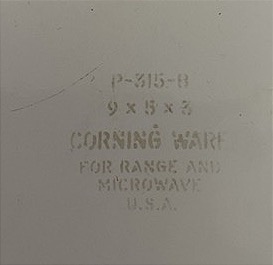 P-315-B
9 x 5 x 3
CORNING WARE
FOR RANGE AND
MICROWAVE
U.S.A.